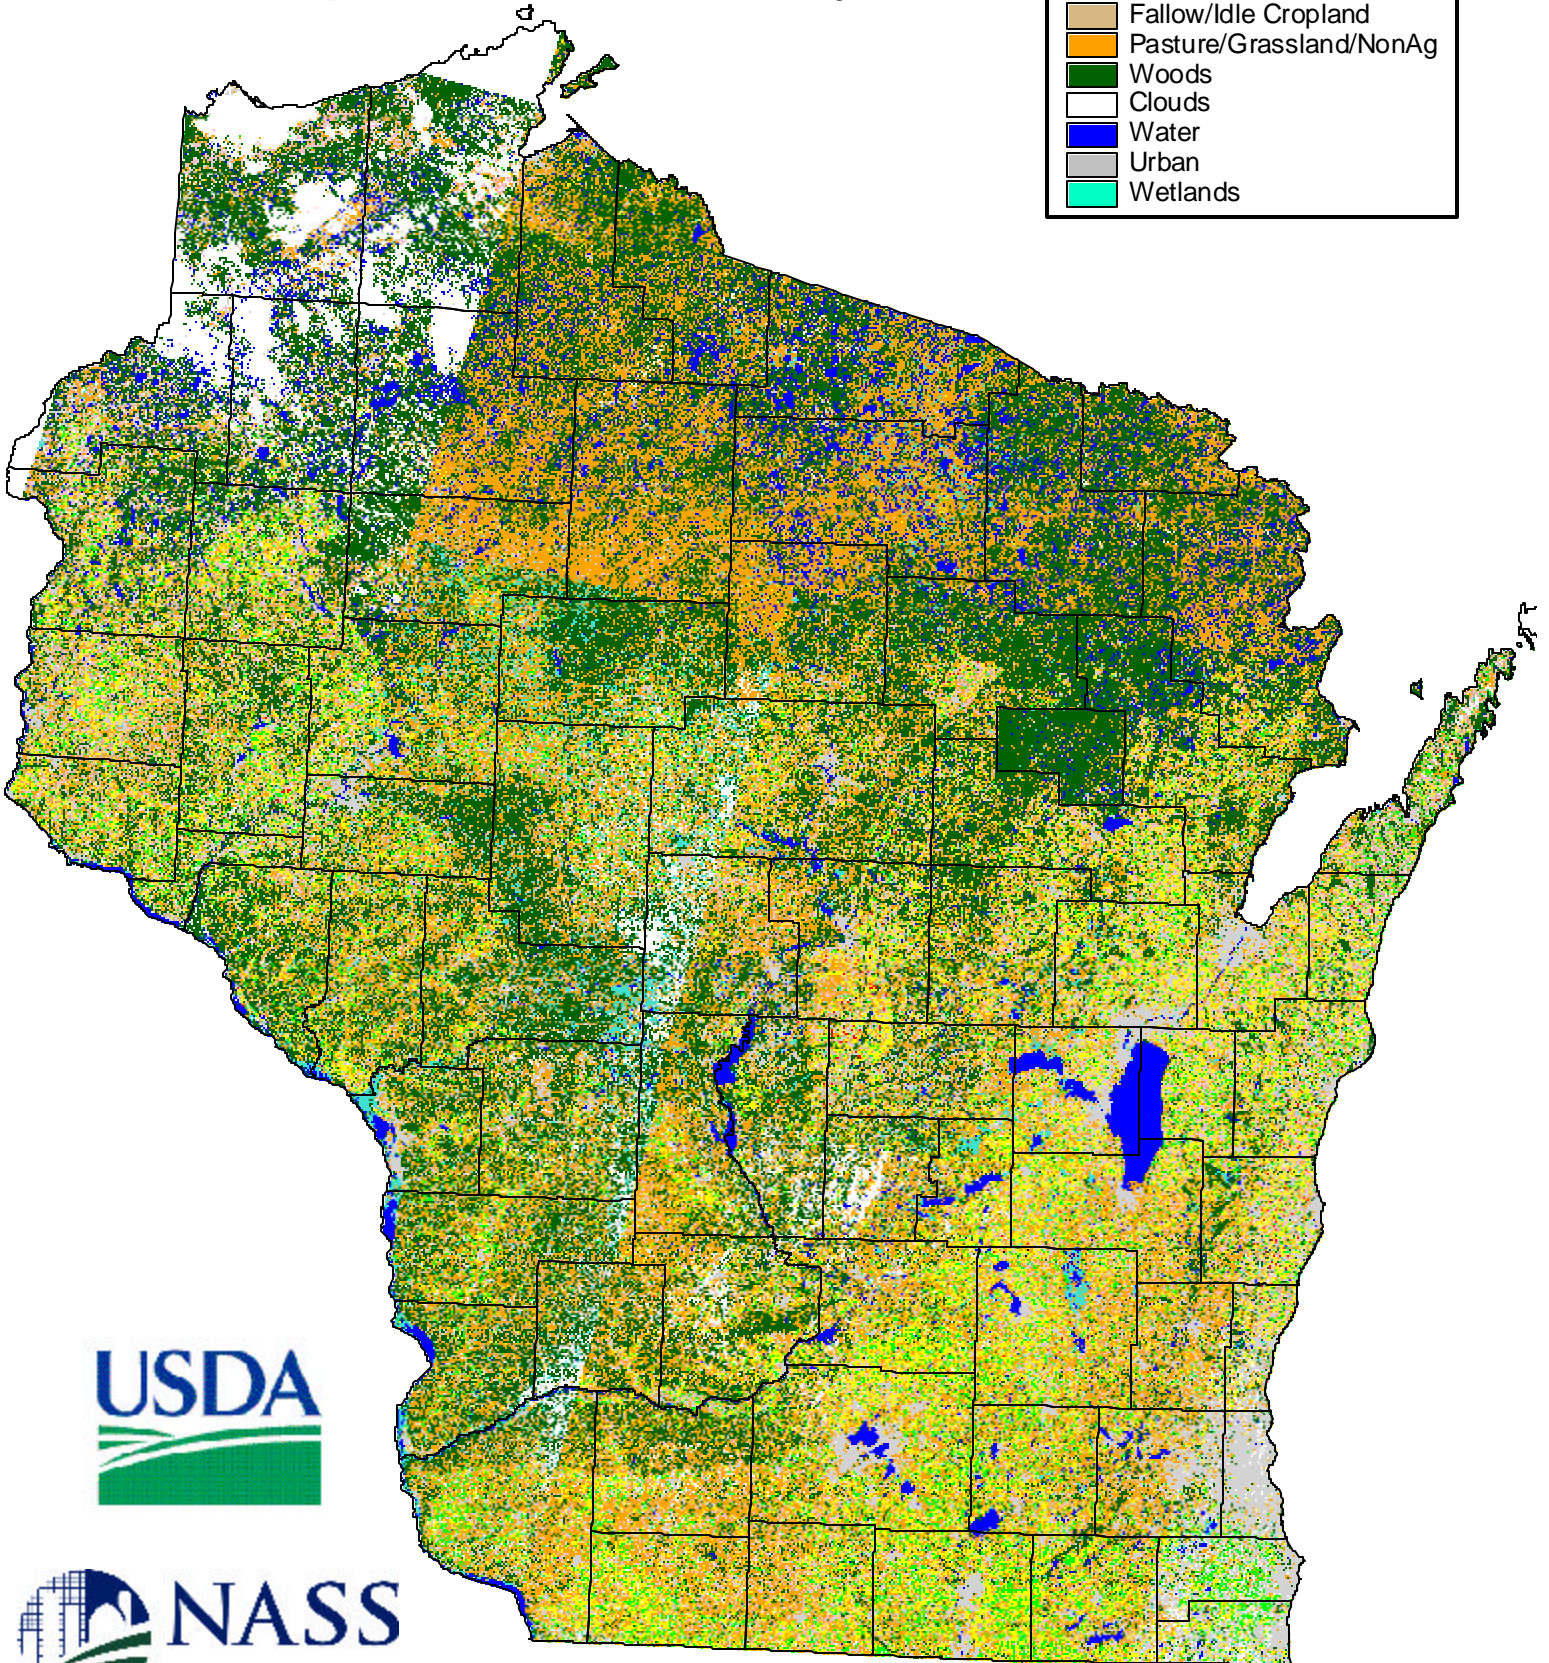 Fallow/Idle Cropland
Pasture/Grassland/NonAg
Woods
Clouds
Water
Urban
Wetlands
USDA
NASS